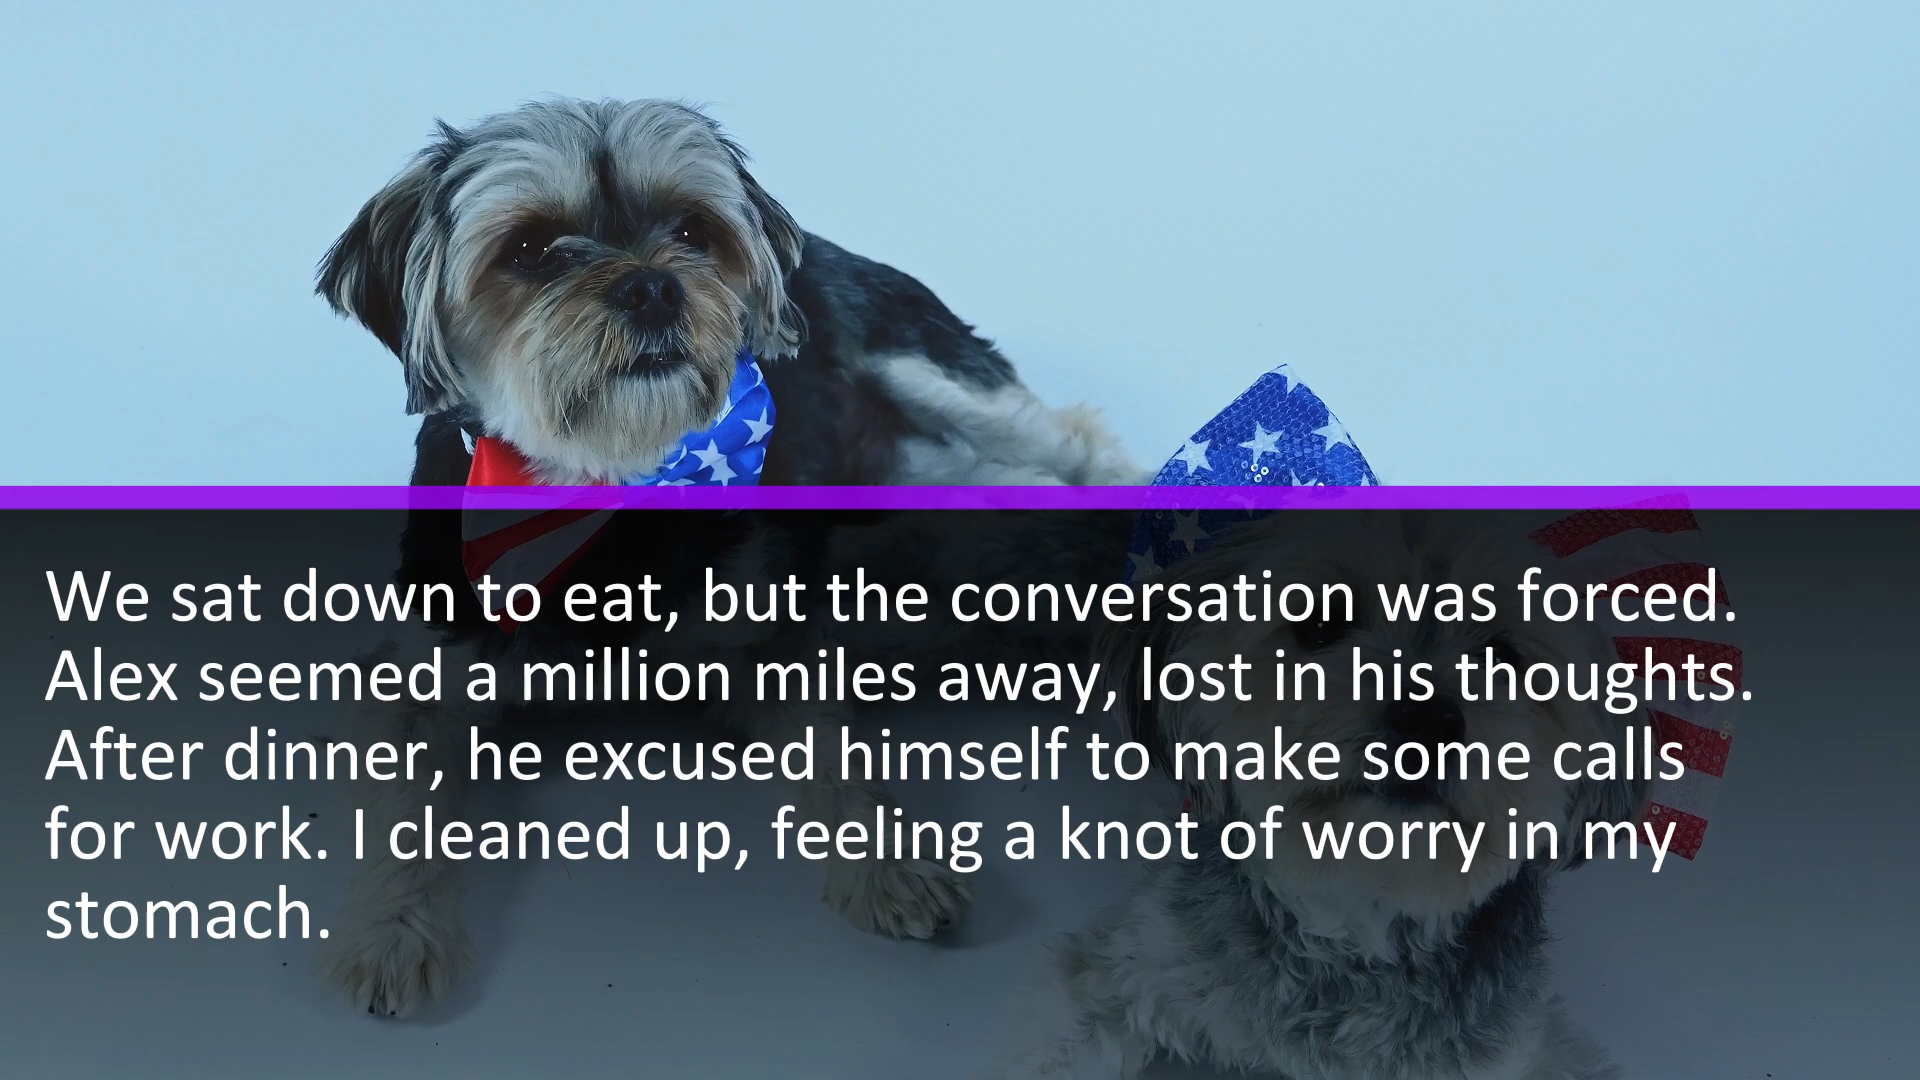 We sat down to eat, but the conversation was forced.
Alex seemed a million miles away, lost in his thoughts.
After dinner, he excused himself to make some calls
for work. I cleaned up, feeling a knot of worry in my
stomach.